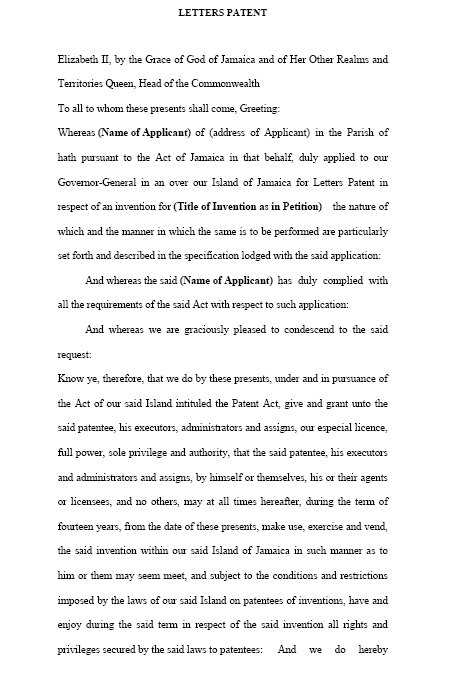 LETTERS PATENT
Elizabeth II, by the Grace of God of Jamaica and of Her Other Realms and
Territories Queen, Head of the Commonwealth
To all to whom these presents shall come, Greeting:
Whereas (Name of Applicant) of (address of Applicant) in the Parish of
hath pursuant to the Act of Jamaica in that behalf, duly applied to our
Governor-General in an over our Island of Jamaica for Letters Patent in
respect of an invention for (Title of Invention as in Petition) the nature of
which and the manner in which the same is to be performed are particularly
set forth and described in the specification lodged with the said application:
And whereas the said (Name of Applicant) has duly complied with
all the requirements of the said Act with respect to such application:
And whereas we are graciously pleased to condescend to the said
request:
Know ye, therefore, that we do by these presents, under and in pursuance of
the Act of our said Island intituled the Patent Act, give and grant unto the
said patentee, his executors, administrators and assigns, our especial licence,
full power, sole privilege and authority, that the said patentee, his executors
and administrators and assigns, by himself or themselves, his or their agents
or licensees, and no others, may at all times hereafter, during the term of
fourteen years, from the date of these presents, make use, exercise and vend,
the said invention within our said Island of Jamaica in such manner as to
him or them may seem meet, and subject to the conditions and restrictions
imposed by the laws of our said Island on patentees of inventions, have and
enjoy during the said term in respect of the said invention all rights and
privileges secured by the said laws to patentees: And we do hereby